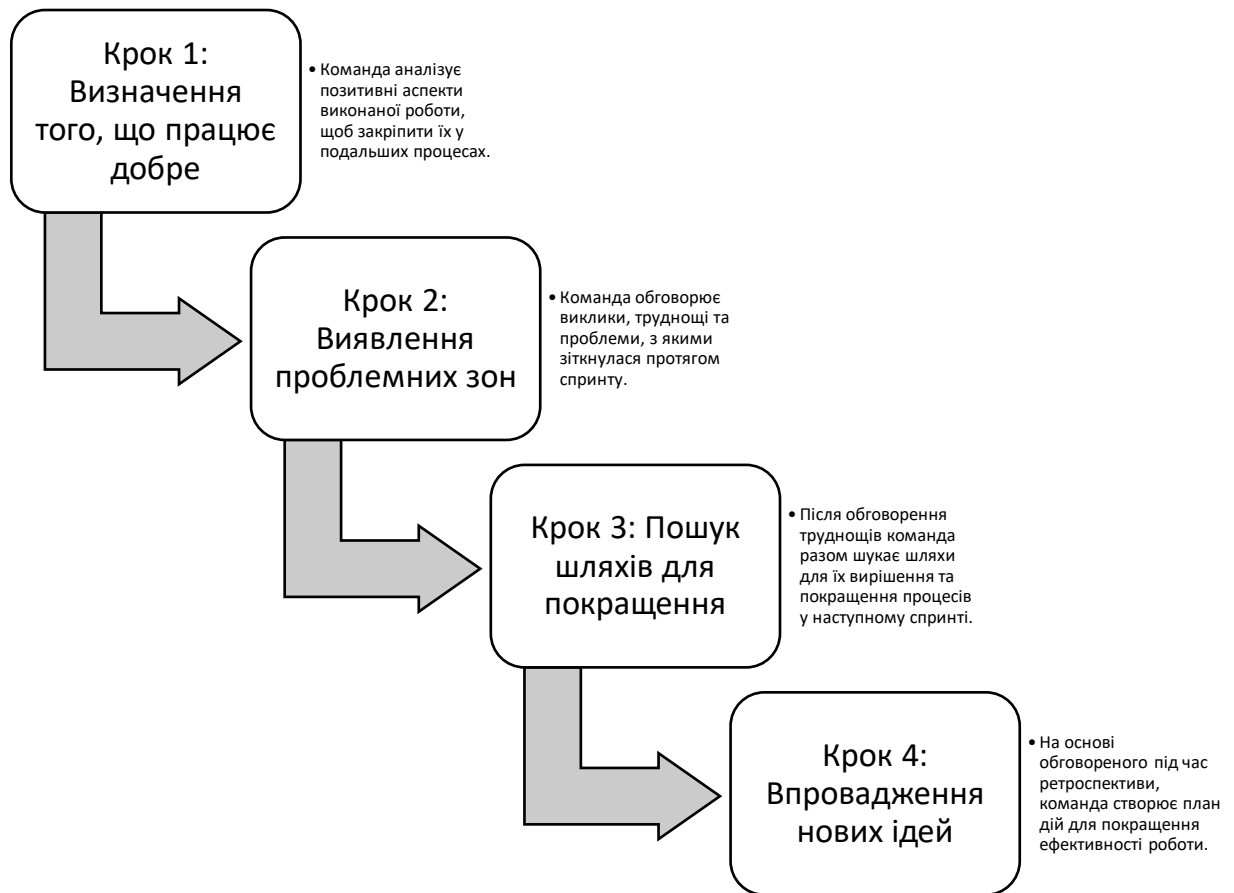 Крок 1:
Визначення
того, що працює
добре
• Команда аналізує
позитивні аспекти
виконаної роботи,
щоб закріпити їх у
подальших процесах.
Крок 2:
Виявлення
проблемних зон
• Команда обговорює
виклики, труднощі та
проблеми, з якими
зіткнулася протягом
спринту.
Крок 3: Пошук
шляхів для
покращення
• Після обговорення
труднощів команда
разом шукає шляхи
для їх вирішення та
покращення процесів
у наступному спринті.
Крок 4:
Впровадження
нових ідей
• На основі
обговореного під час
ретроспективи,
команда створює план
дій для покращення
ефективності роботи.